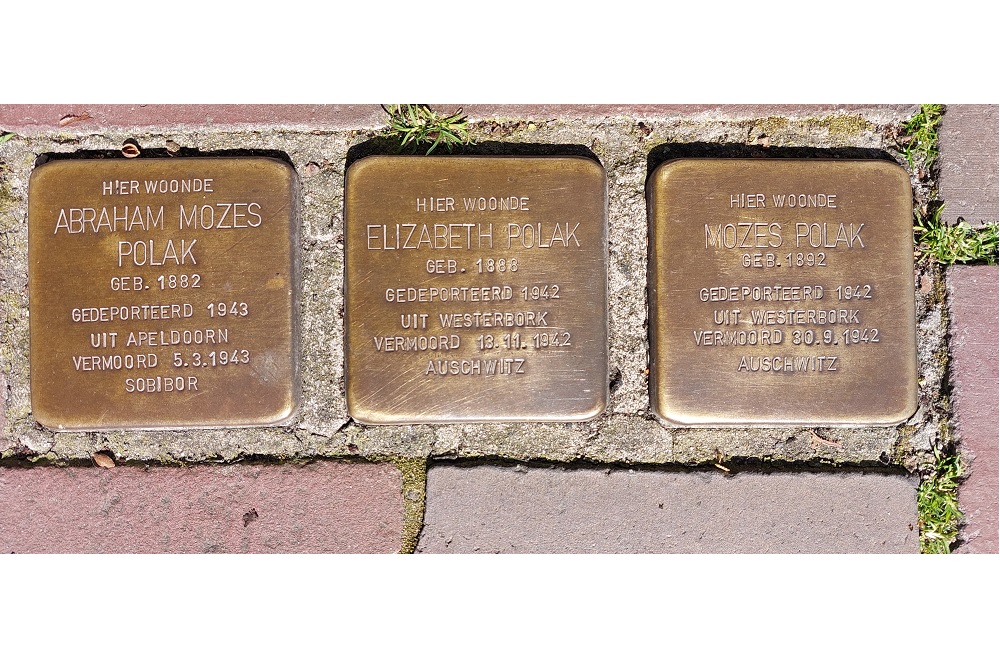 HIER WOONDE
ABRAHAM MOZES
POLAK
GEB. 1882
GEDEPORTEERD 1943
UIT APELDOORN
VERMOORD 5.3.1943
SOBIBOR
HIER WOONDE
ELIZABETH POLAK
GEB. 1888
GEDEPORTEERD 1942
UIT WESTERBORK
VERMOORD 13.11.1942
AUSCHWITZ
HIER WOONDE
MOZES POLAK
GEB. 1892
GEDEPORTEERD 1942
UIT WESTERBORK
VERMOORD 30.9.1942
AUSCHWITZ